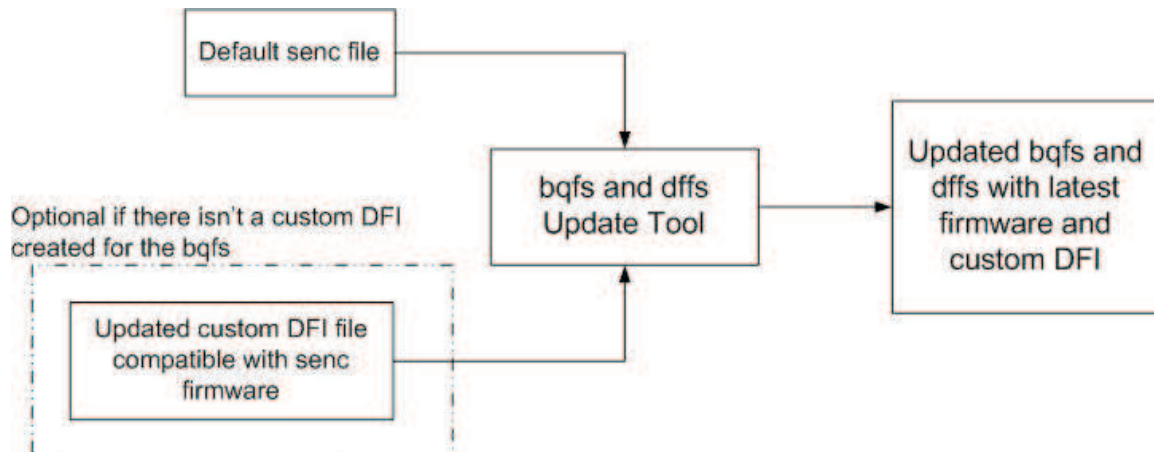 Default senc file
bqfs and dffs
Update Tool
Updated bqfs and
dffs with latest
firmware and
custom DFI
Optional if there isn't a custom DFI
created for the bqfs
Updated custom DFI file
compatible with senc
firmware